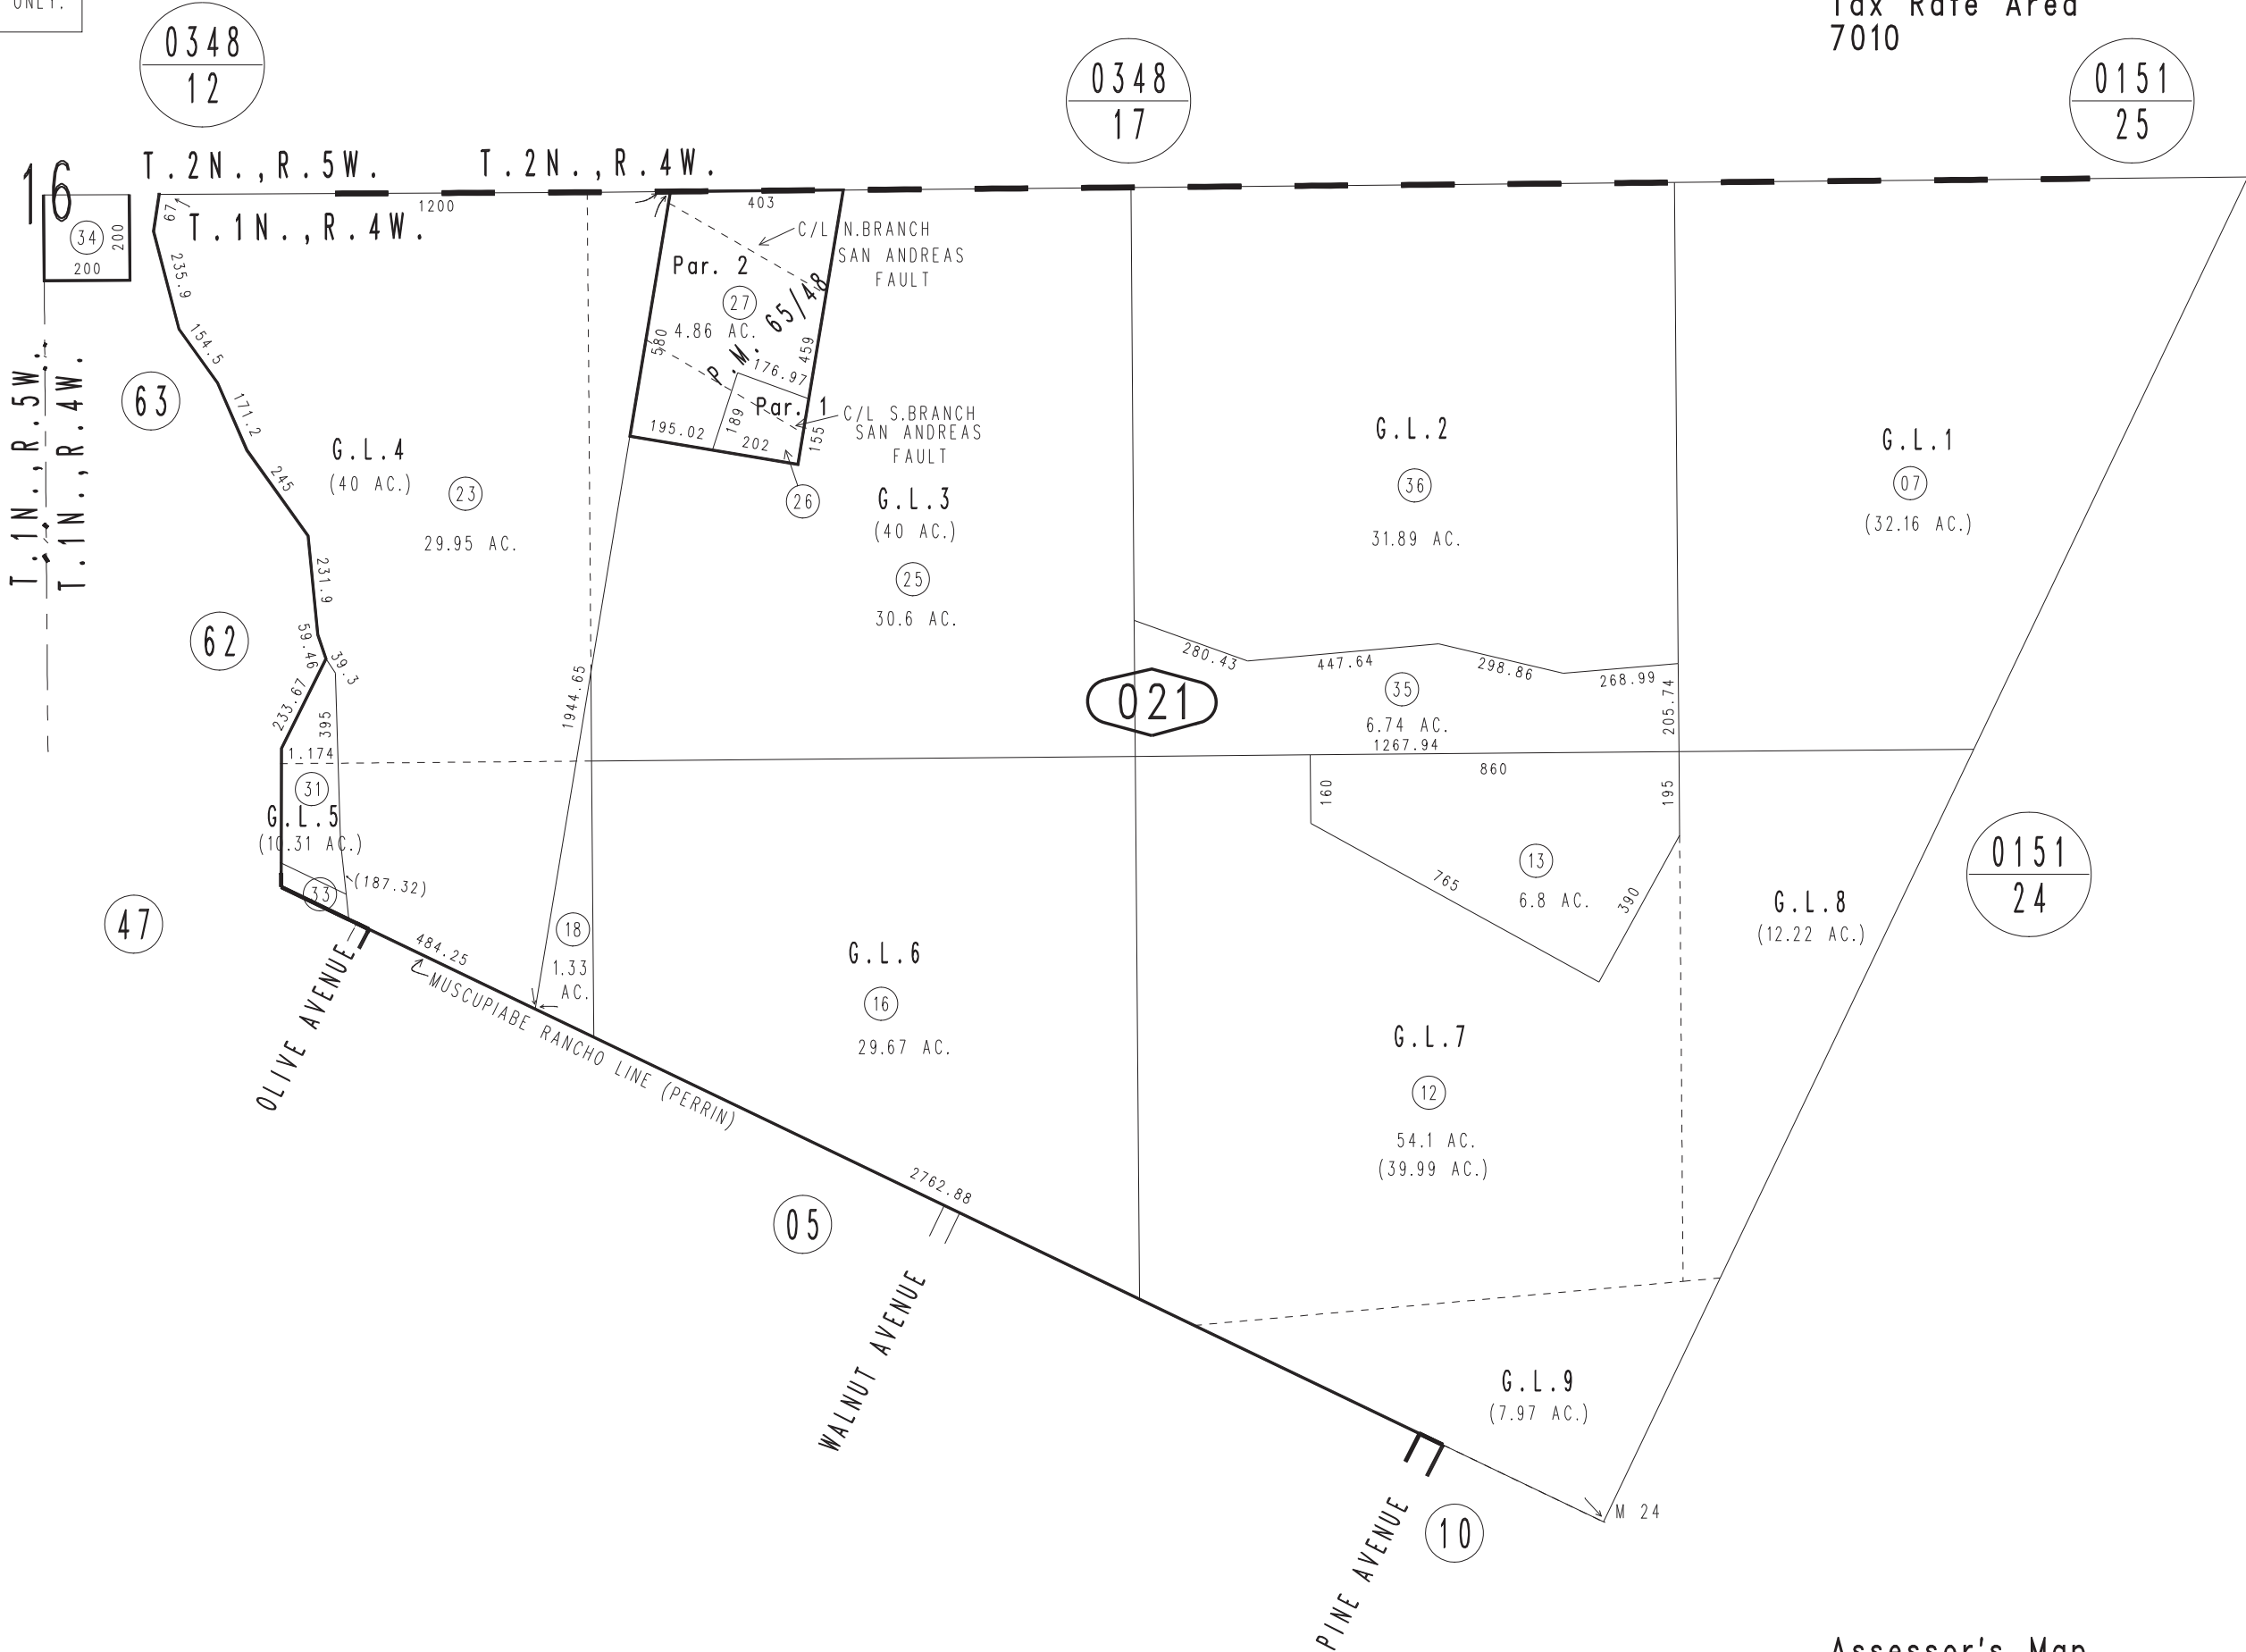 ONLY.
Tax Rate Area
7010
0348
12
0348
17
0151
25
16
T.2N.,R.5W.
T.2N.,R.4W.
T.1N.,R.4W.
34
200
200
67
1200
403
C/L N.BRANCH
SAN ANDREAS
FAULT
Par. 2
27
4.86 AC.
P.M. 65/48
580
459
176.97
Par. 1
189
155
195.02
202
C/L S.BRANCH
SAN ANDREAS
FAULT
26
T.1N.,R.5W.
T.1N.,R.4W.
235.9
154.5
171.2
245
231.9
59.46
39.3
233.67
395
1.174
63
62
47
G.L.4
(40 AC.)
23
29.95 AC.
G.L.3
(40 AC.)
25
30.6 AC.
G.L.2
36
31.89 AC.
G.L.1
07
(32.16 AC.)
1944.65
021
280.43
447.64
298.86
268.99
35
6.74 AC.
1267.94
205.74
860
160
195
13
6.8 AC.
765
390
31
G.L.5
(10.31 AC.)
33
(187.32)
18
1.33
AC.
484.25
MUSCUPIABE RANCHO LINE (PERRIN)
OLIVE AVENUE
G.L.6
16
29.67 AC.
G.L.8
(12.22 AC.)
0151
24
G.L.7
12
54.1 AC.
(39.99 AC.)
2762.88
05
WALNUT AVENUE
G.L.9
(7.97 AC.)
M 24
PINE AVENUE
10
Assessor's Map